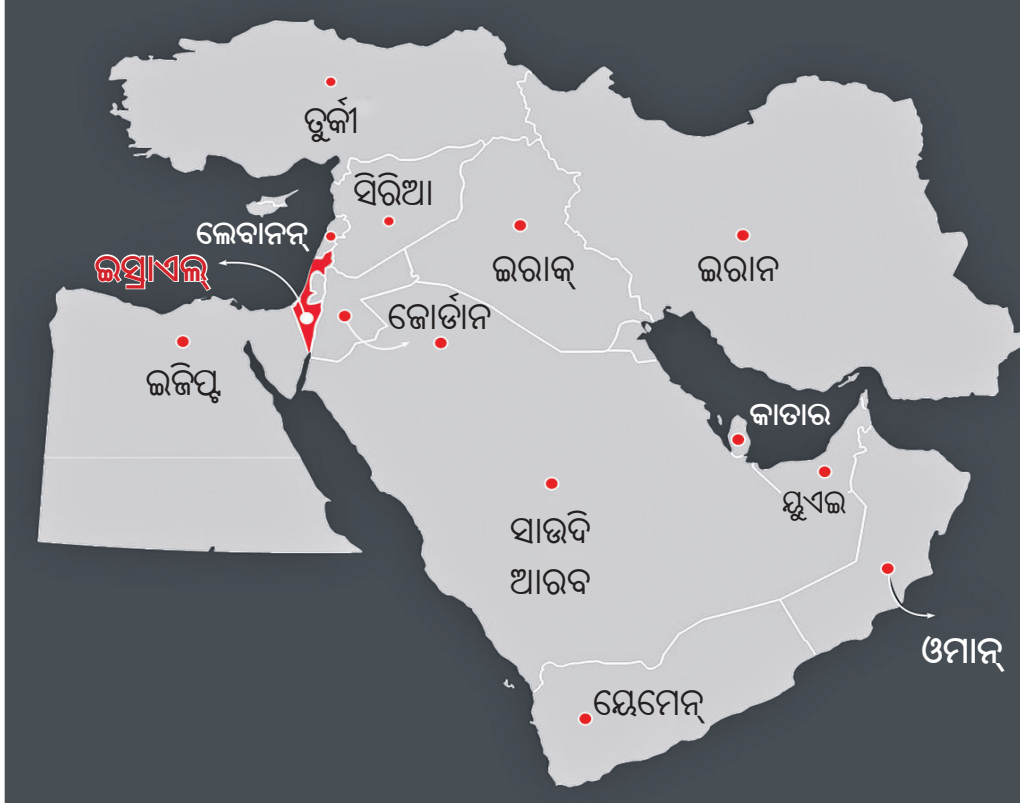 ତୁର୍କୀ
ସିରିଆ
ଲେବାନନ୍
ଇସ୍ରାଏଲ୍
ଇରାକ୍
ଇରାନ
ଜୋର୍ଡାନ
ଇଜିପ୍ଟ
କାତାର
ୟୁଏଇ
ସାଉଦି
ଆରବ
ଓମାନ୍
ୟେମେନ୍